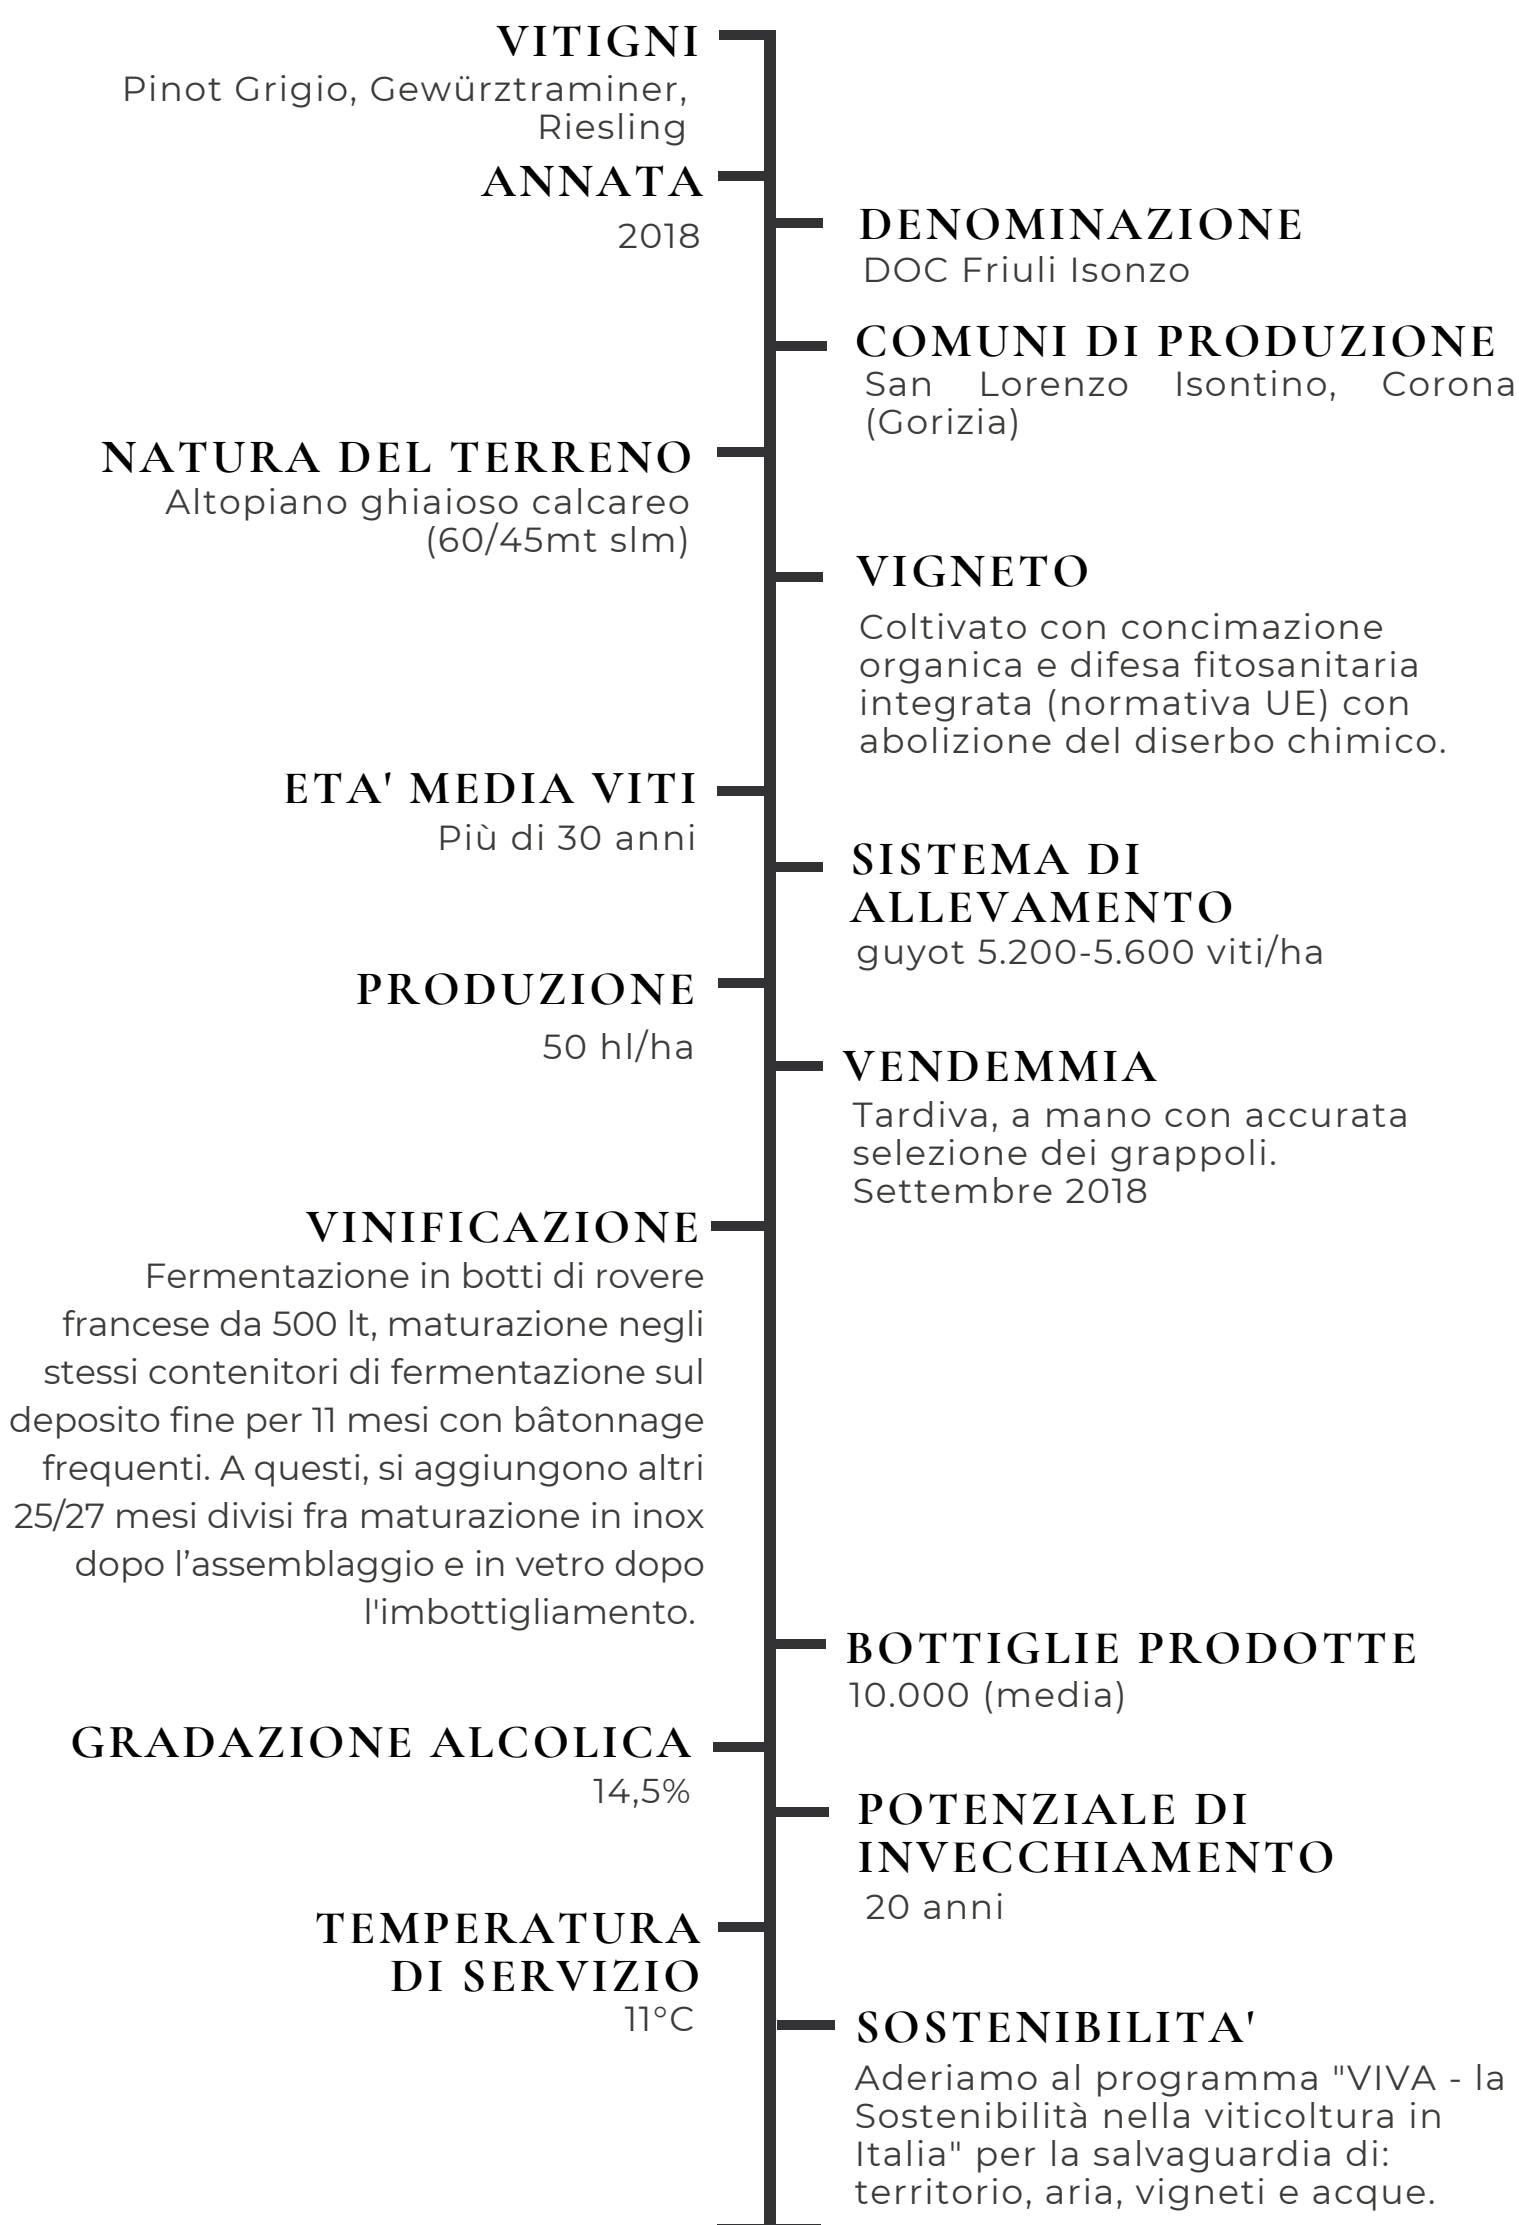 VITIGNI
Pinot Grigio, Gewürztraminer,
Riesling
ANNATA
2018
DENOMINAZIONE
DOC Friuli Isonzo
COMUNI DI PRODUZIONE
San Lorenzo Isontino, Corona
(Gorizia)
NATURA DEL TERRENO
Altopiano ghiaioso calcareo
(60/45mt slm)
VIGNETO
Coltivato con concimazione
organica e difesa fitosanitaria
integrata (normativa UE) con
abolizione del diserbo chimico.
ETA' MEDIA VITI
Più di 30 anni
SISTEMA DI
ALLEVAMENTO
guyot 5.200-5.600 viti/ha
PRODUZIONE
50 hl/ha
VENDEMMIA
Tardiva, a mano con accurata
selezione dei grappoli.
Settembre 2018
VINIFICAZIONE
Fermentazione in botti di rovere
francese da 500 lt, maturazione negli
stessi contenitori di fermentazione sul
deposito fine per 11 mesi con bâtonnage
frequenti. A questi, si aggiungono altri
25/27 mesi divisi fra maturazione in inox
dopo l’assemblaggio e in vetro dopo
l'imbottigliamento.
BOTTIGLIE PRODOTTE
10.000 (media)
GRADAZIONE ALCOLICA
14,5%
POTENZIALE DI
INVECCHIAMENTO
20 anni
TEMPERATURA
DI SERVIZIO
11°C
SOSTENIBILITA'
Aderiamo al programma "VIVA - la
Sostenibilità nella viticoltura in
Italia" per la salvaguardia di:
territorio, aria, vigneti e acque.